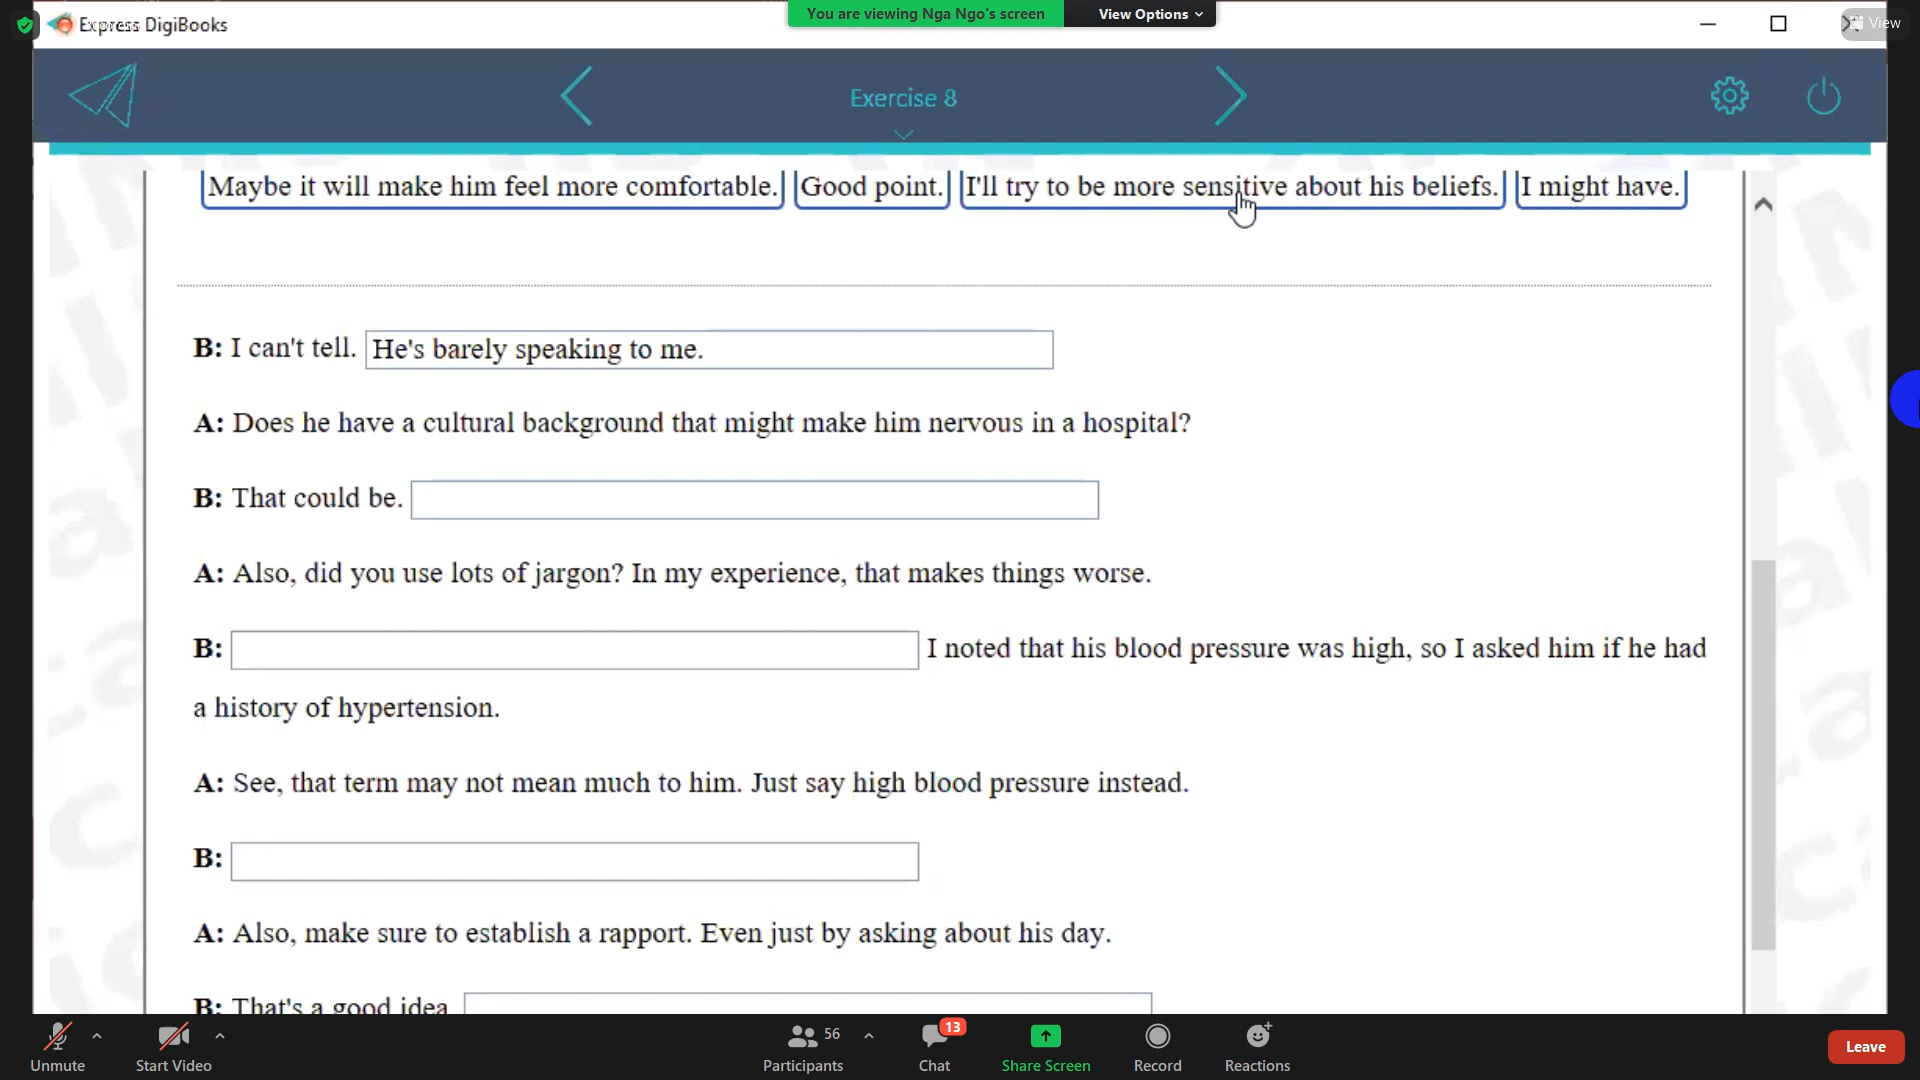 Express DigiBooks
You are viewing Nga Ngo's screen
View Options
View
Exercise 8
Maybe it will make him feel more comfortable. Good point. I'll try to be more sensitive about his beliefs. I might have.
B: I can't tell. He's barely speaking to me.
A: Does he have a cultural background that might make him nervous in a hospital?
B: That could be.
A: Also, did you use lots of jargon? In my experience, that makes things worse.
B: I noted that his blood pressure was high, so I asked him if he had
a history of hypertension.
A: See, that term may not mean much to him. Just say high blood pressure instead.
B:
A: Also, make sure to establish a rapport. Even just by asking about his day.
B: That's a good idea.
Unmute
Start Video
56
Participants
13
Chat
Share Screen
Record
Reactions
Leave